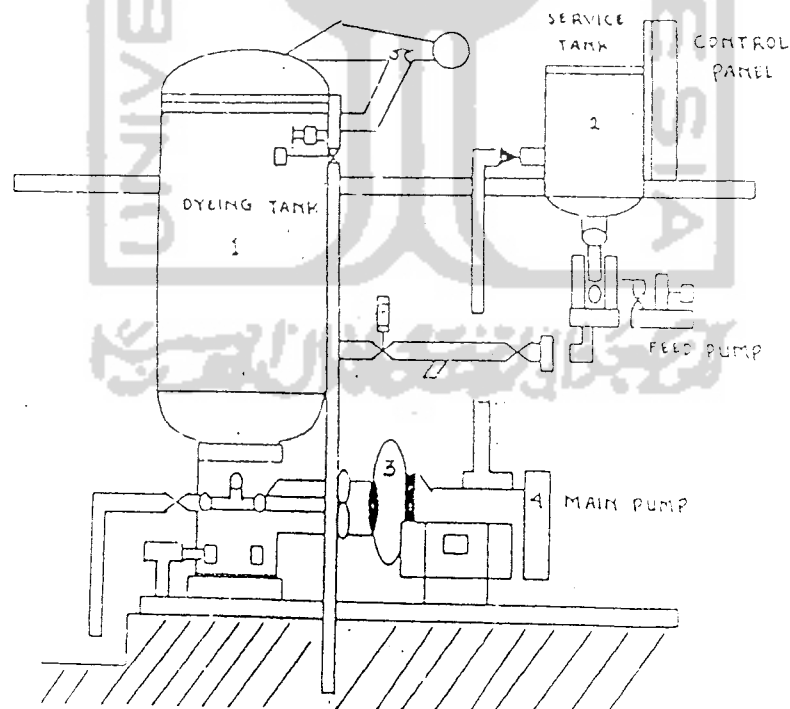 SERVICE
TANK
CONTROL
PANEL
2
DYEING TANK
1
FEED PUMP
3
4
MAIN PUMP